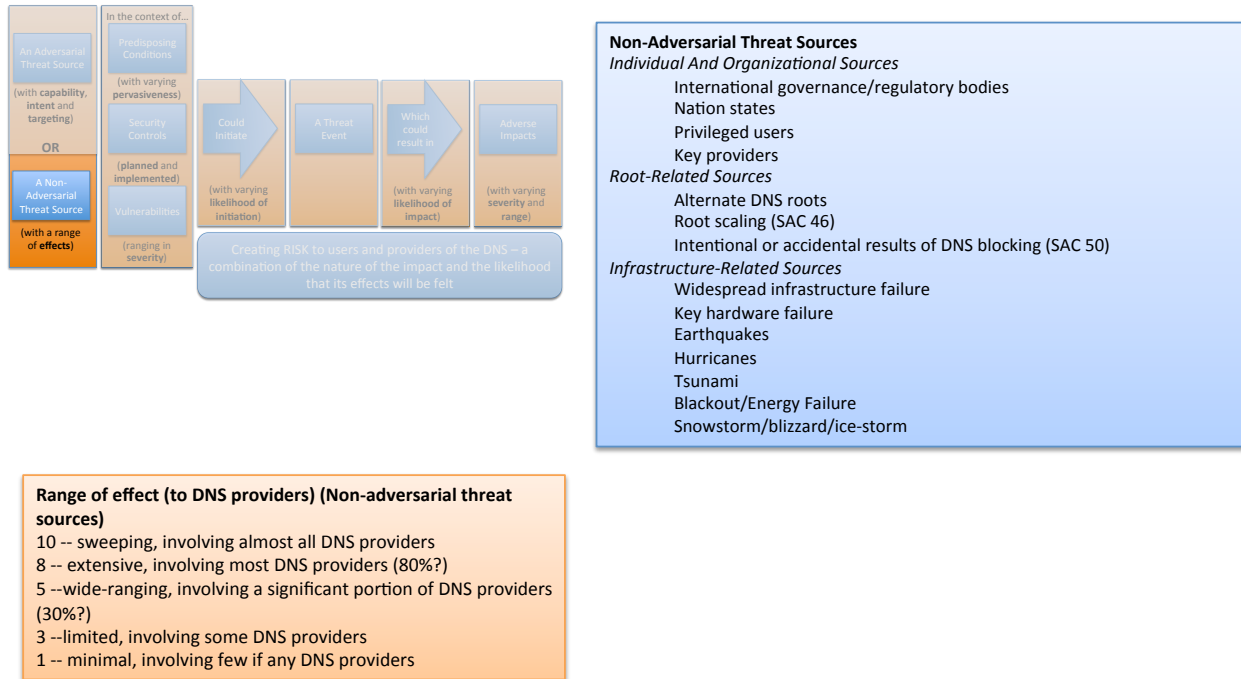 In the context of…
An Adversarial
Threat Source
(with capability,
intent and
targeting)
OR
A Non-
Adversarial
Threat Source
(with a range
of effects)
Predisposing
Conditions
(with varying
pervasiveness)
Security
Controls
(planned and
implemented)
Vulnerabilities
(ranging in
severity)
Could
Initiate
(with varying
likelihood of
initiation)
A Threat
Event
Which
could
result in
(with varying
likelihood of
impact)
Adverse
Impacts
(with varying
severity and
range)
Creating RISK to users and providers of the DNS – a
combination of the nature of the impact and the likelihood
that its effects will be felt
Non-Adversarial Threat Sources
Individual And Organizational Sources
International governance/regulatory bodies
Nation states
Privileged users
Key providers
Root-Related Sources
Alternate DNS roots
Root scaling (SAC 46)
Intentional or accidental results of DNS blocking (SAC 50)
Infrastructure-Related Sources
Widespread infrastructure failure
Key hardware failure
Earthquakes
Hurricanes
Tsunami
Blackout/Energy Failure
Snowstorm/blizzard/ice-storm
Range of effect (to DNS providers) (Non-adversarial threat
sources)
10 -- sweeping, involving almost all DNS providers
8 -- extensive, involving most DNS providers (80%?)
5 --wide-ranging, involving a significant portion of DNS providers
(30%?)
3 --limited, involving some DNS providers
1 -- minimal, involving few if any DNS providers